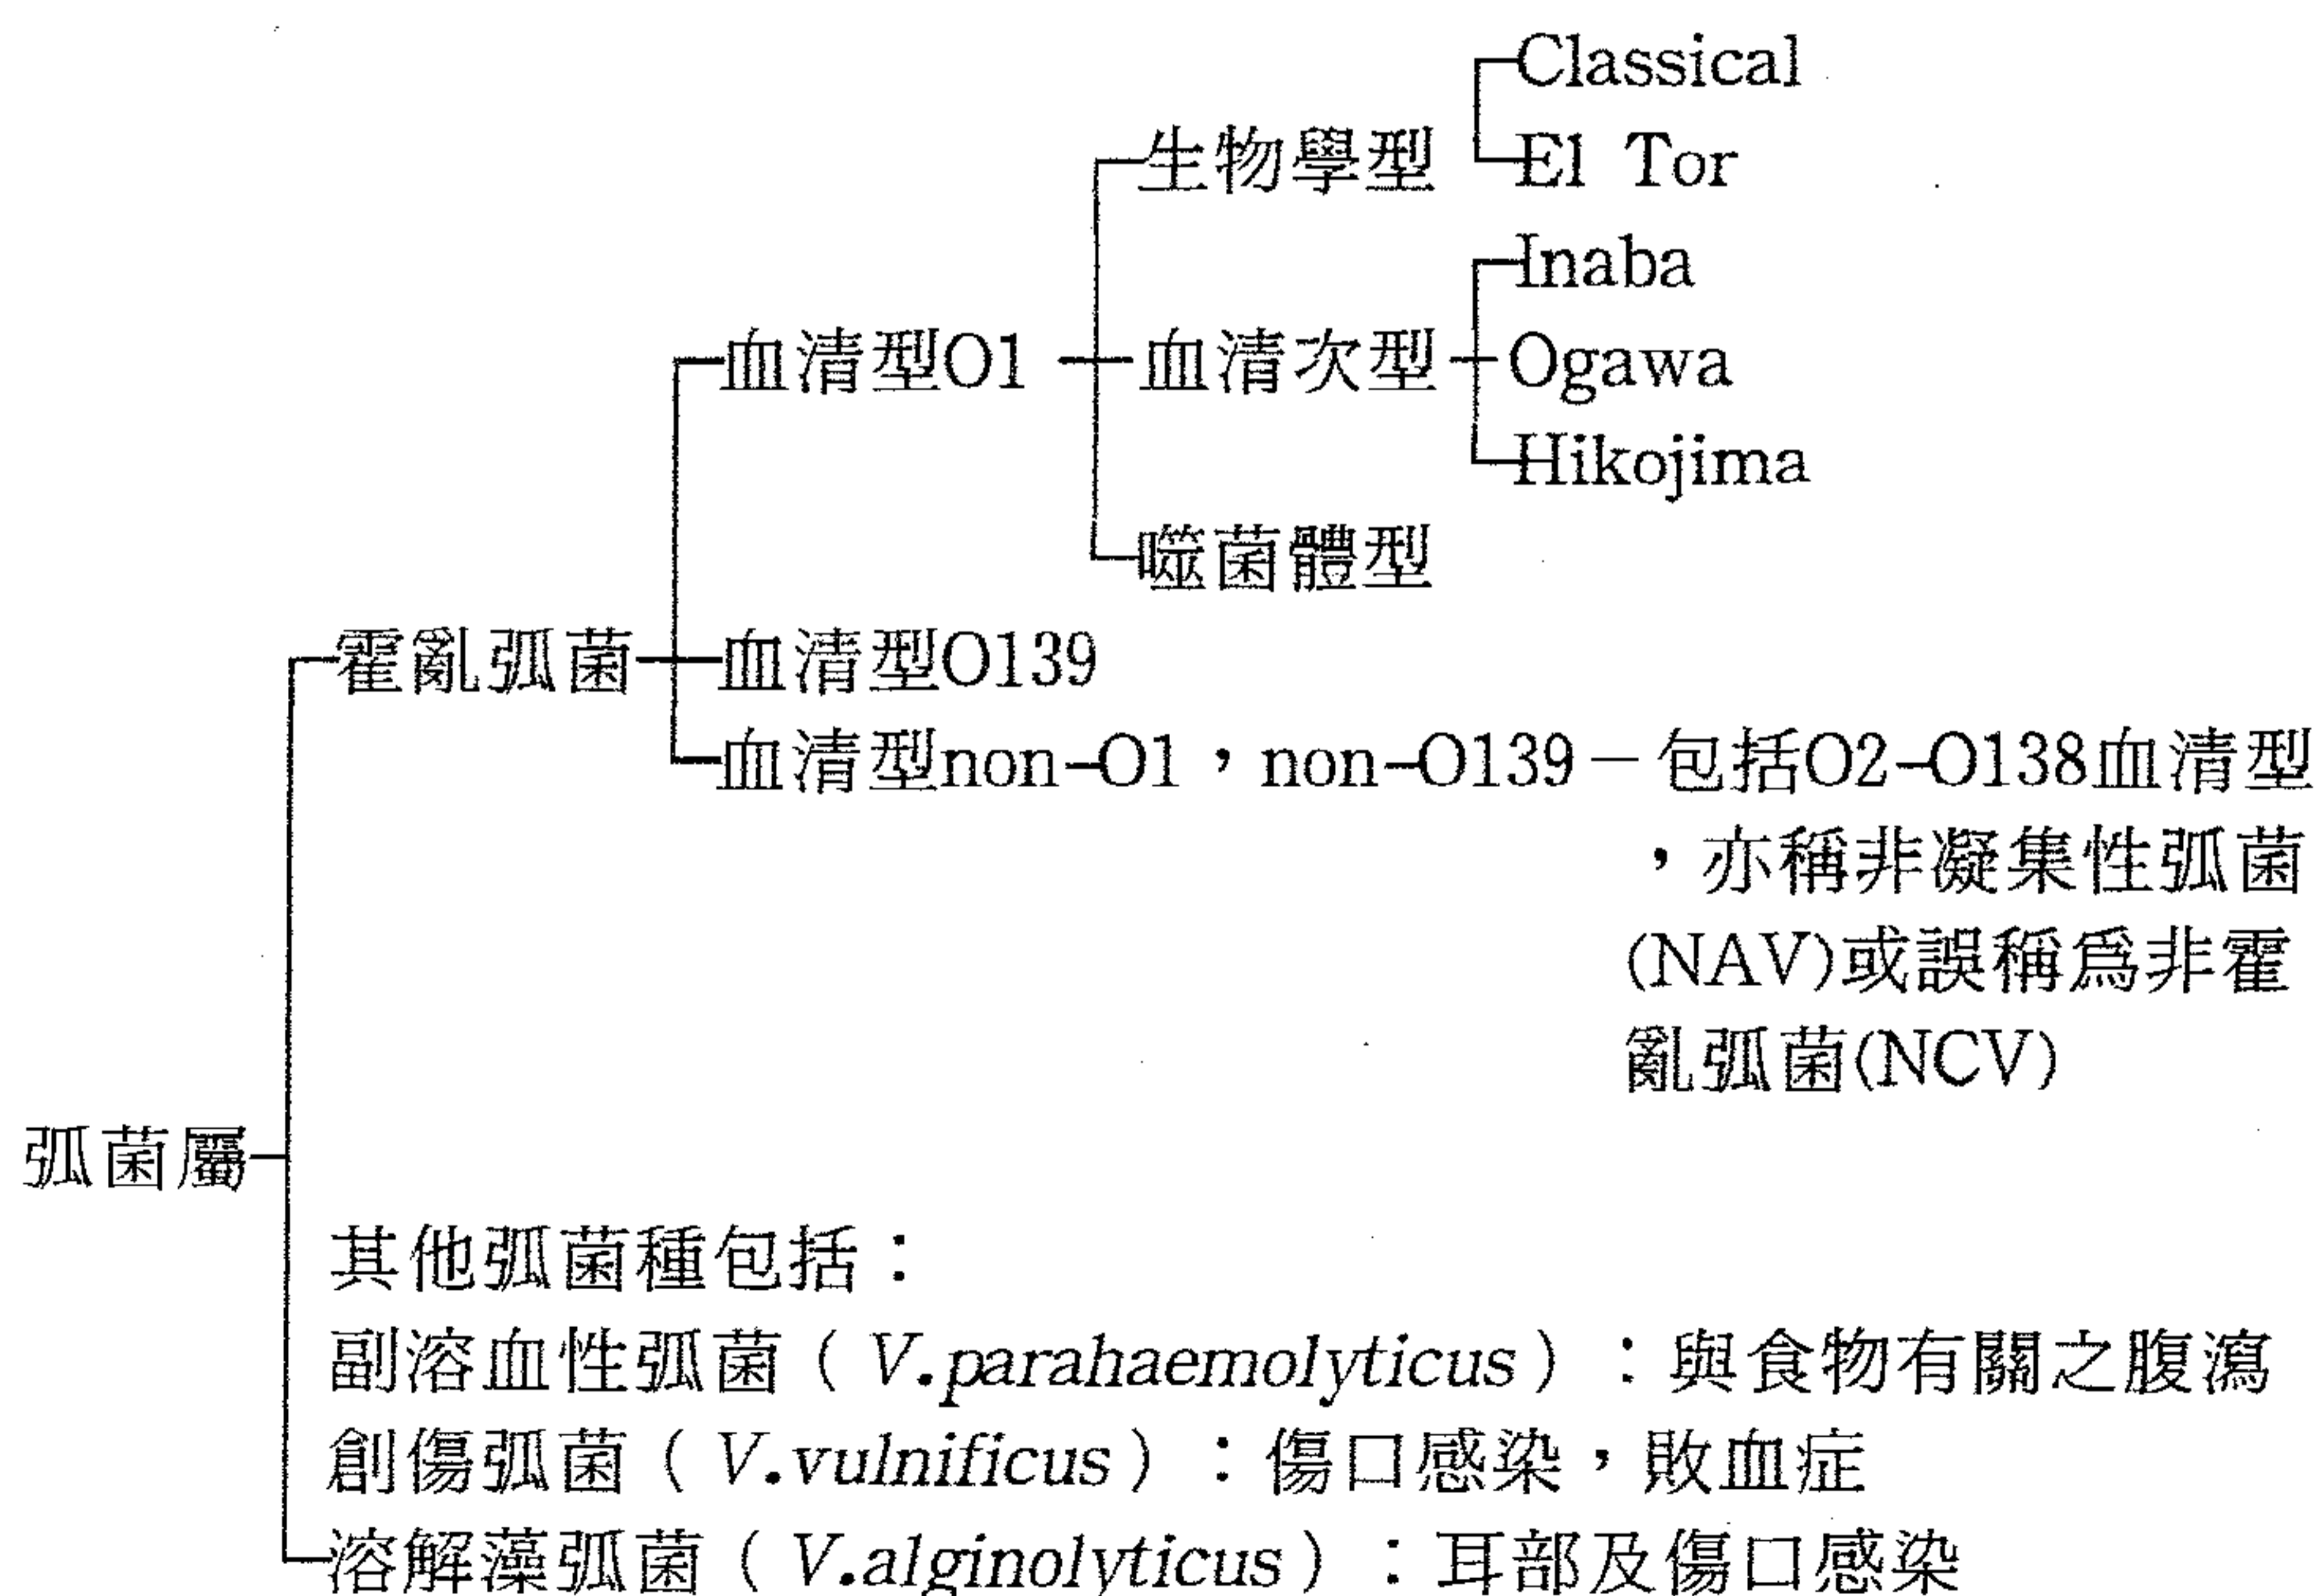 Classical
生物學型
El Tor
Inaba
血清型O1
血清次型
Ogawa
Hikojima
噬菌體型
霍亂弧菌
血清型O139
血清型non-O1，non-O139－包括O2-O138血清型
，亦稱非凝集性弧菌
(NAV)或誤稱爲非霍
亂弧菌(NCV)
弧菌屬
其他弧菌種包括：
副溶血性弧菌（V.parahaemolyticus）：與食物有關之腹瀉
創傷弧菌（V.vulnificus）：傷口感染，敗血症
溶解藻弧菌（V.alginolyticus）：耳部及傷口感染